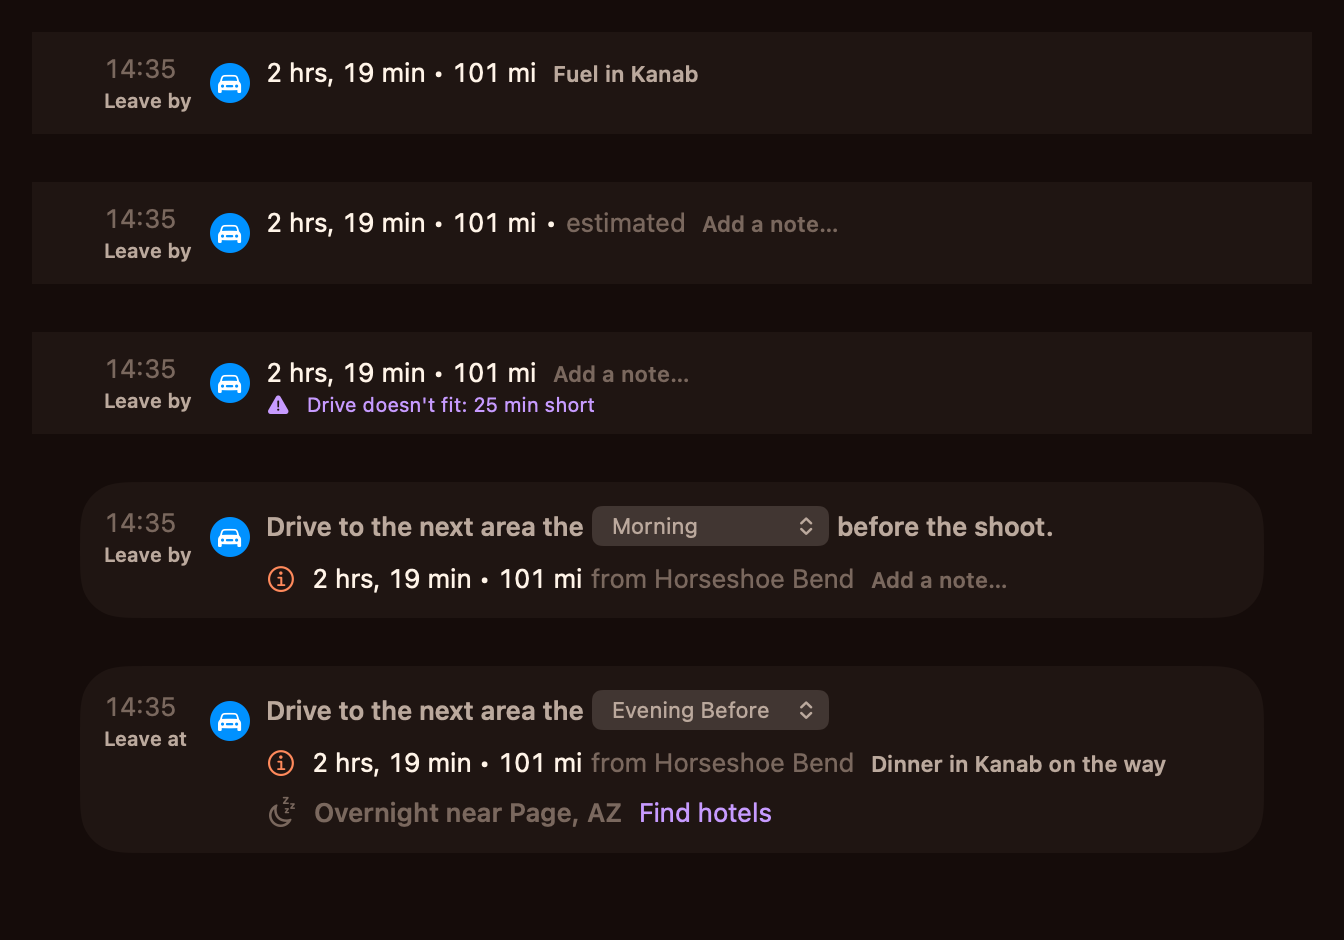 14:35
Leave by
2 hrs, 19 min • 101 mi Fuel in Kanab
14:35
Leave by
2 hrs, 19 min • 101 mi • estimated Add a note...
14:35
Leave by
2 hrs, 19 min • 101 mi Add a note...
Drive doesn't fit: 25 min short
14:35
Leave by
Drive to the next area the Morning before the shoot.
2 hrs, 19 min • 101 mi from Horseshoe Bend Add a note...
14:35
Leave at
Drive to the next area the Evening Before
2 hrs, 19 min • 101 mi from Horseshoe Bend Dinner in Kanab on the way
Overnight near Page, AZ Find hotels